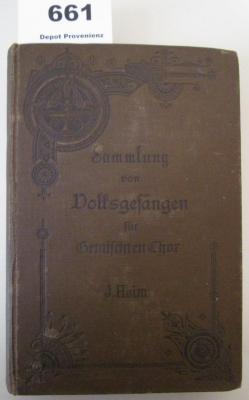 661
Depot Provenienz
Sammlung
von
Volksgesängen
für
Gemischten Chor
J. Heim